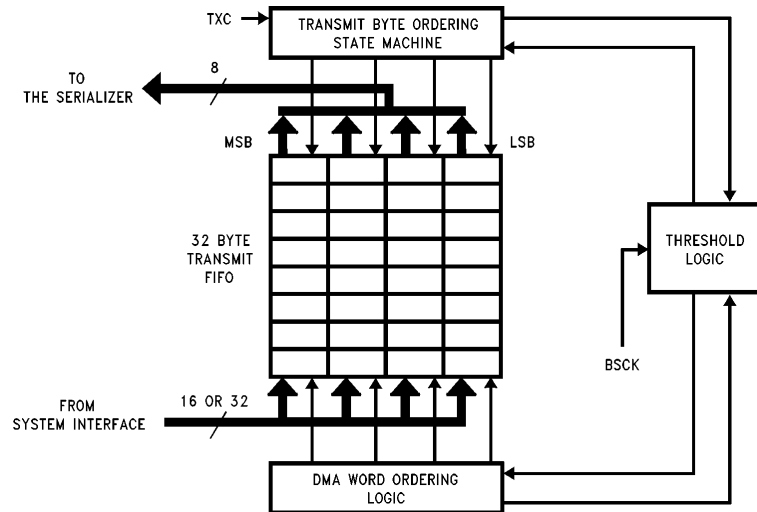 TXC
TRANSMIT BYTE ORDERING
STATE MACHINE
TO
THE SERIALIZER
8
MSB
LSB
32 BYTE
TRANSMIT
FIFO
THRESHOLD
LOGIC
BSCK
FROM
SYSTEM INTERFACE
16 OR 32
DMA WORD ORDERING
LOGIC